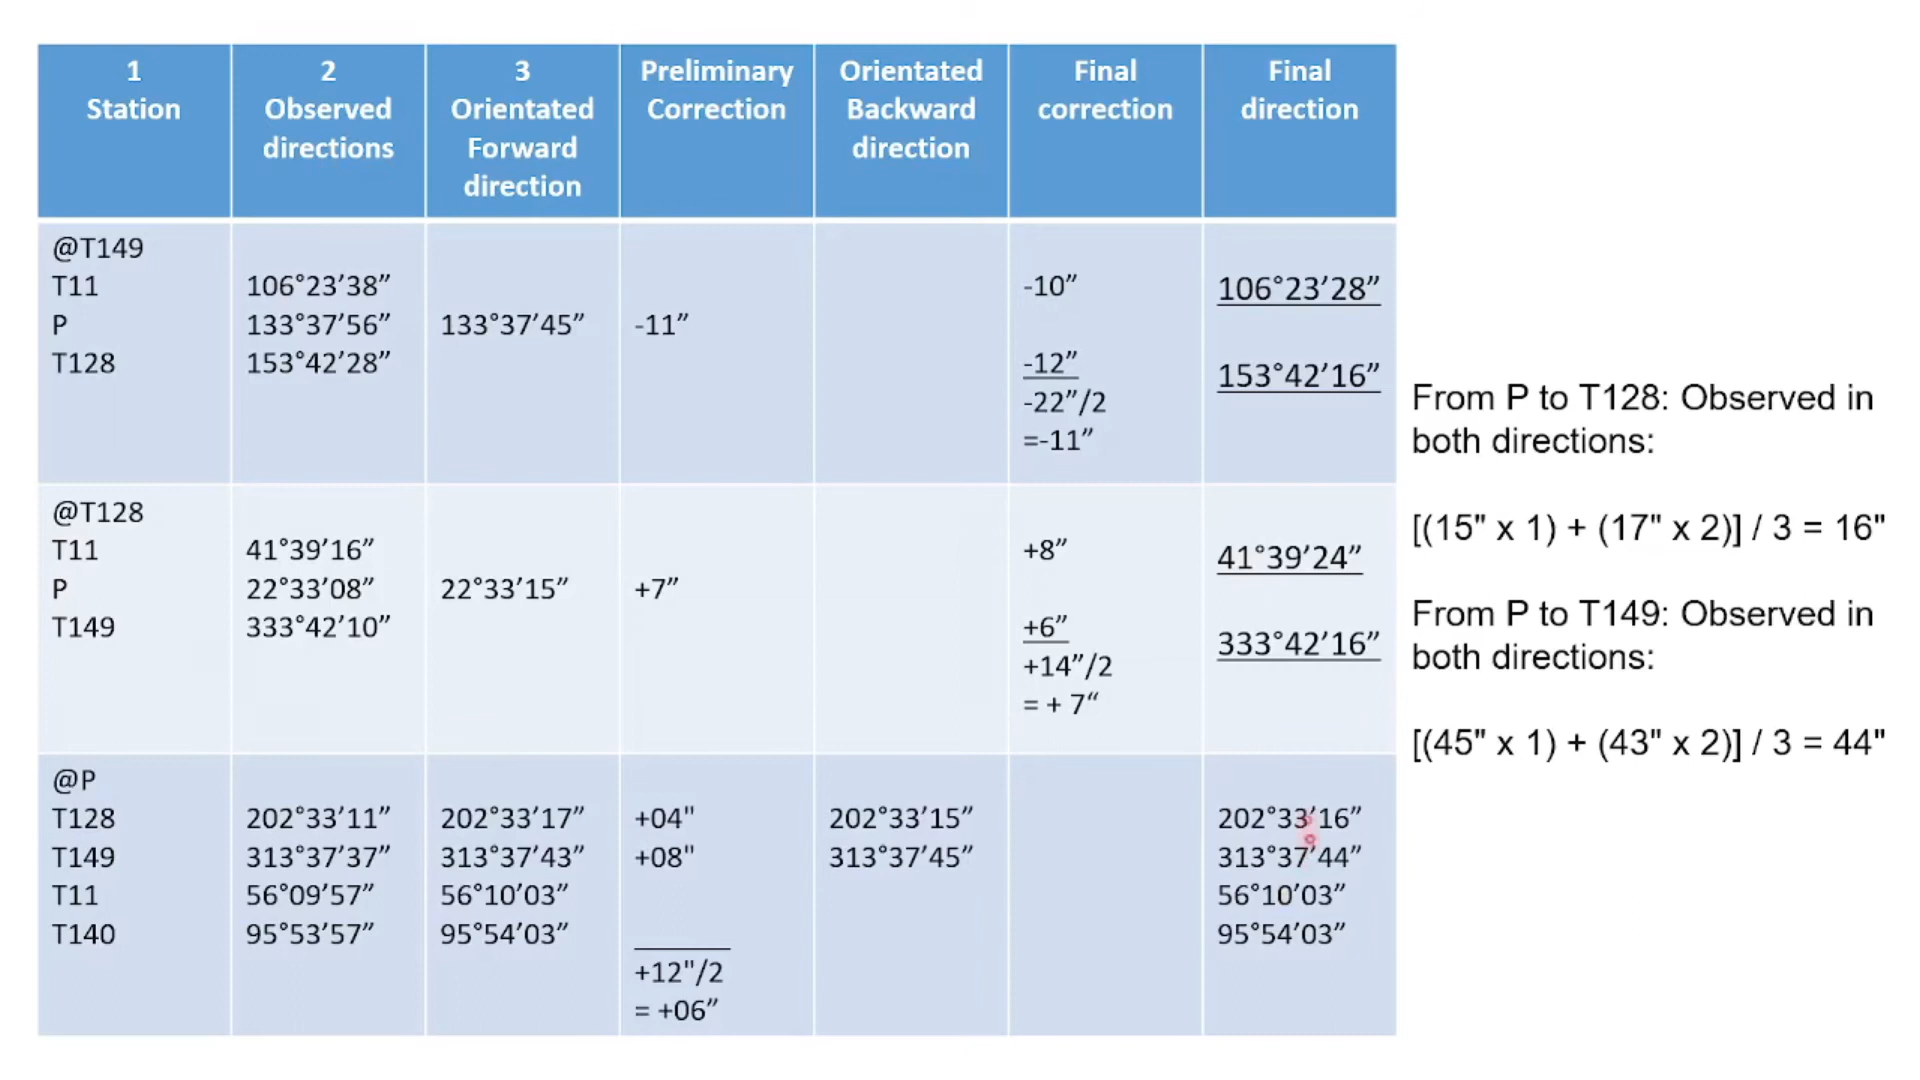 1 Station
2 Observed directions
3 Orientated Forward direction
Preliminary Correction
Orientated Backward direction
Final correction
Final direction
@T149
T11 106°23’38” -10” 106°23’28”
P 133°37’56” 133°37’45” -11”
T128 153°42’28” -12” 153°42’16”
-22”/2
=-11”
@T128
T11 41°39’16” +8” 41°39’24”
P 22°33’08” 22°33’15” +7”
T149 333°42’10” +6” 333°42’16”
+14”/2
= + 7“
@P
T128 202°33’11” 202°33’17” +04" 202°33’15” 202°33’16”
T149 313°37’37” 313°37’43” +08" 313°37’45” 313°37’44”
T11 56°09’57” 56°10’03” 56°10’03”
T140 95°53’57” 95°54’03” 95°54’03”
+12"/2
= +06”
From P to T128: Observed in
both directions:
[(15" x 1) + (17" x 2)] / 3 = 16"
From P to T149: Observed in
both directions:
[(45" x 1) + (43" x 2)] / 3 = 44"